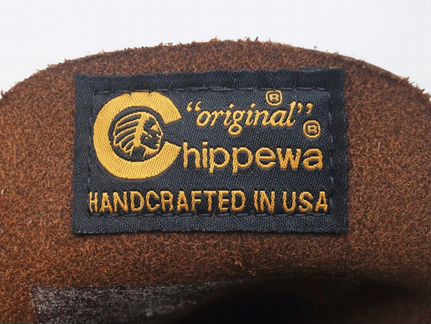 "original" ®
Chippewa ®
HANDCRAFTED IN USA